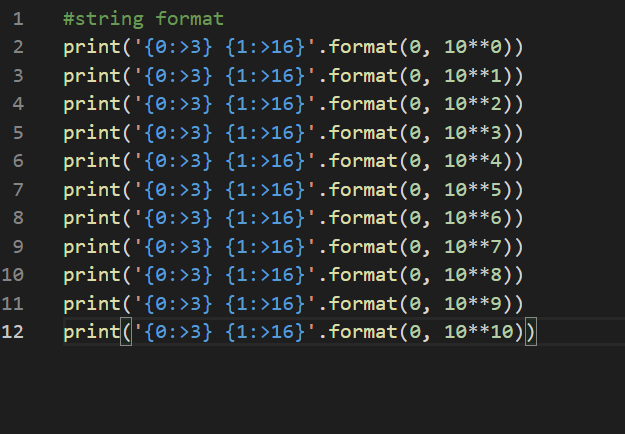 1 #string format
2 print('{0:>3} {1:>16}'.format(0, 10**0))
3 print('{0:>3} {1:>16}'.format(0, 10**1))
4 print('{0:>3} {1:>16}'.format(0, 10**2))
5 print('{0:>3} {1:>16}'.format(0, 10**3))
6 print('{0:>3} {1:>16}'.format(0, 10**4))
7 print('{0:>3} {1:>16}'.format(0, 10**5))
8 print('{0:>3} {1:>16}'.format(0, 10**6))
9 print('{0:>3} {1:>16}'.format(0, 10**7))
10 print('{0:>3} {1:>16}'.format(0, 10**8))
11 print('{0:>3} {1:>16}'.format(0, 10**9))
12 print('{0:>3} {1:>16}'.format(0, 10**10))